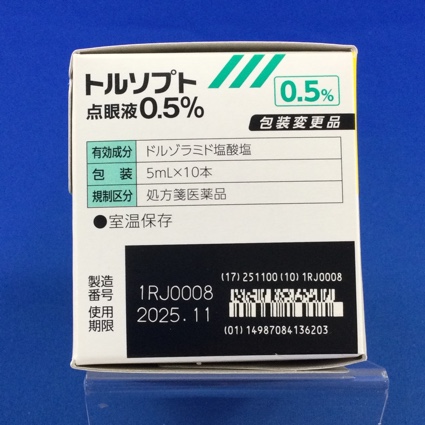 トルソプト
点眼液0.5%
0.5%
包装変更品
有効成分 ドルゾラミド塩酸塩
包 装 5mL×10本
規制区分 処方箋医薬品
●室温保存
製造番号 1RJ0008
使用期限 2025.11
(17)251100(10)1RJ0008
(01)14987084136203